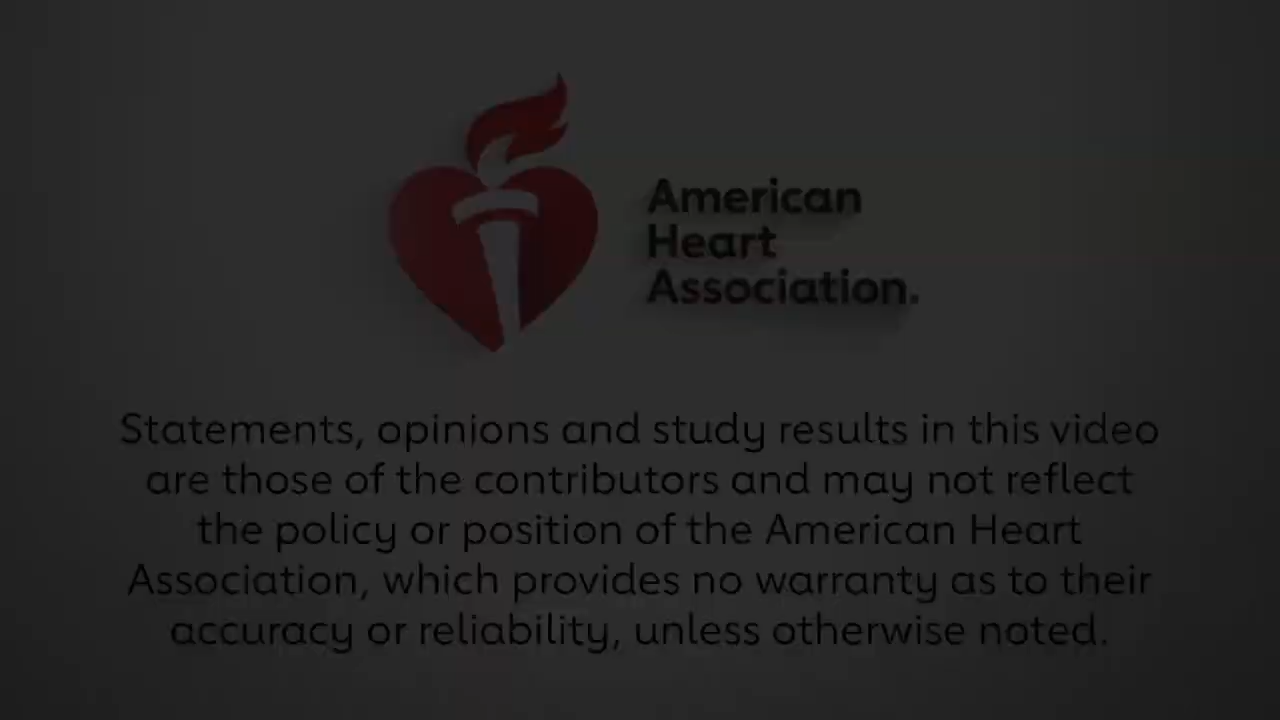 American
Heart
Association.
Statements, opinions and study results in this video
are those of the contributors and may not reflect
the policy or position of the American Heart
Association, which provides no warranty as to their
accuracy or reliability, unless otherwise noted.